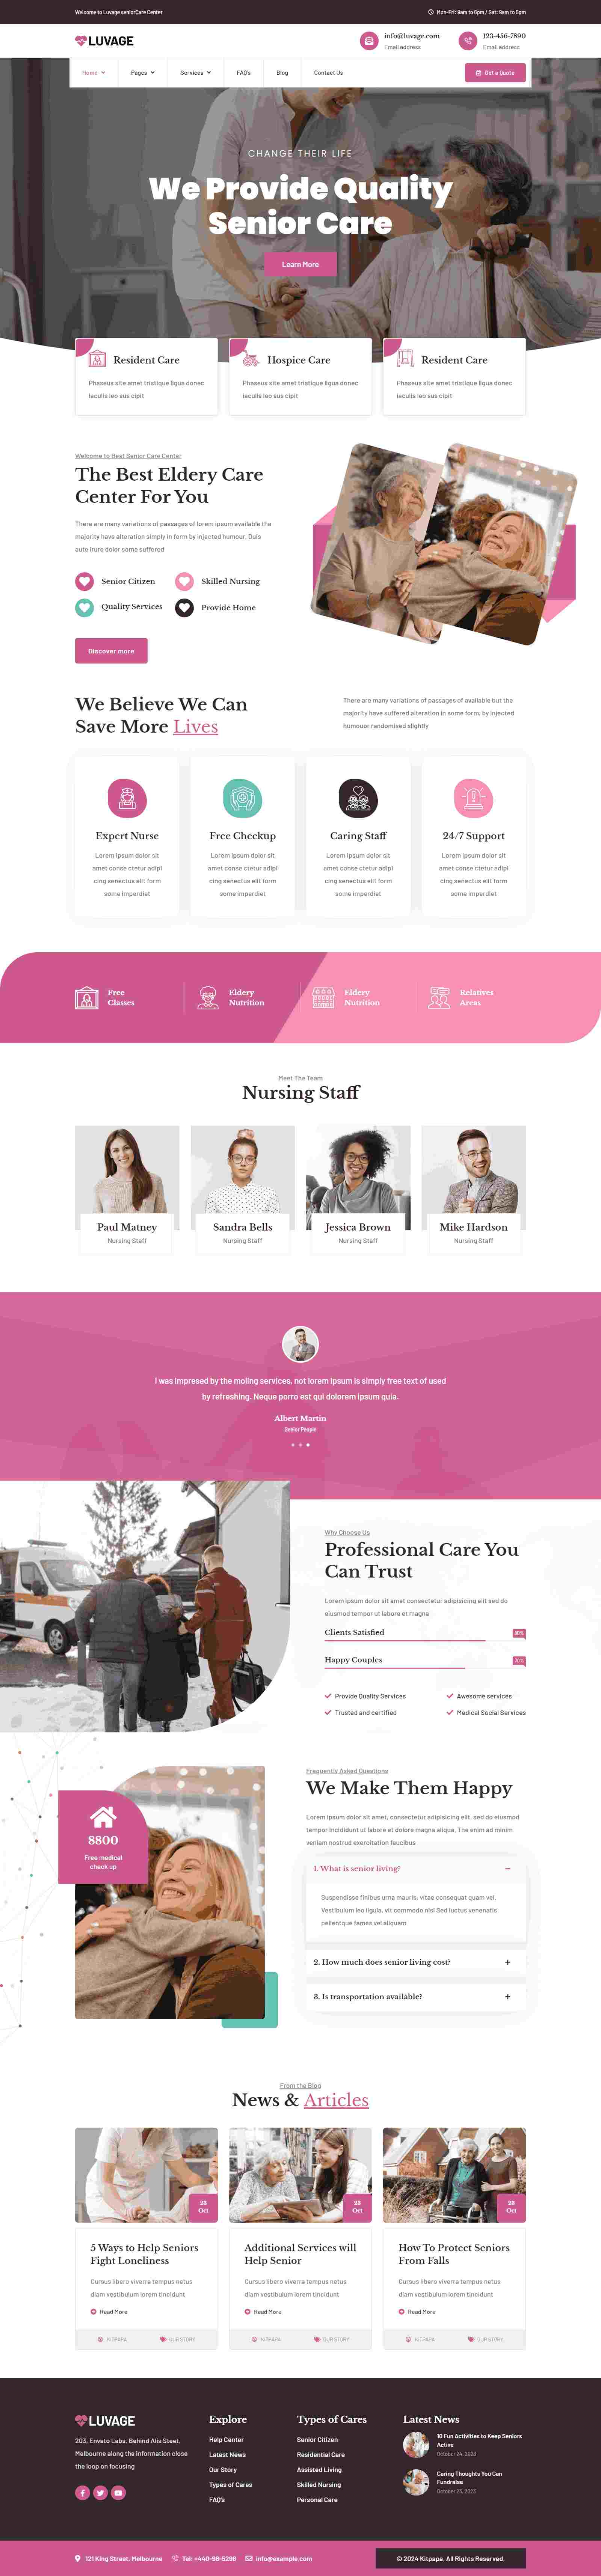 Welcome to Luvage seniorCare Center
Mon-Fri: 9am to 6pm / Sat: 9am to 5pm
LUVAGE
info@luvage.com
Email address
123-456-7890
Email address
Home
Pages
Services
FAQ's
Blog
Contact Us
Get a Quote
CHANGE THEIR LIFE
We Provide Quality
Senior Care
Learn More
Resident Care
Phaseus site amet tristique ligua donec
iaculis leo sus cipit
Hospice Care
Phaseus site amet tristique ligua donec
iaculis leo sus cipit
Resident Care
Phaseus site amet tristique ligua donec
iaculis leo sus cipit
Welcome to Best Senior Care Center
The Best Eldery Care
Center For You
There are many variations of passages of lorem ipsum available the
majority have alteration simply in form by injected humour. Duis
aute irure dolor some suffered
Senior Citizen
Skilled Nursing
Quality Services
Provide Home
Discover more
We Believe We Can
Save More Lives
There are many variations of passages of available but the
majority have suffered alteration in some form, by injected
humouor randomised slightly
Expert Nurse
Lorem ipsum dolor sit
amet conse ctetur adipi
cing senectus elit form
some imperdiet
Free Checkup
Lorem ipsum dolor sit
amet conse ctetur adipi
cing senectus elit form
some imperdiet
Caring Staff
Lorem ipsum dolor sit
amet conse ctetur adipi
cing senectus elit form
some imperdiet
24/7 Support
Lorem ipsum dolor sit
amet conse ctetur adipi
cing senectus elit form
some imperdiet
Free
Classes
Eldery
Nutrition
Eldery
Nutrition
Relatives
Areas
Meet The Team
Nursing Staff
Paul Matney
Nursing Staff
Sandra Bells
Nursing Staff
Jessica Brown
Nursing Staff
Mike Hardson
Nursing Staff
I was impresed by the moling services, not lorem ipsum is simply free text of used
by refreshing. Neque porro est qui dolorem ipsum quia.
Albert Martin
Senior People
Why Choose Us
Professional Care You
Can Trust
Lorem ipsum dolor sit amet consectetur adipisicing elit sed do
eiusmod tempor ut labore et magna
Clients Satisfied
80%
Happy Couples
70%
Provide Quality Services
Awesome services
Trusted and certified
Medical Social Services
8800
Free medical
check up
Frequently Asked Questions
We Make Them Happy
Lorem ipsum dolor sit amet, consectetur adipisicing elit, sed do eiusmod
tempor incididunt ut labore et dolore magna aliqua. The enim ad minim
veniam nostrud exercitation faucibus
1. What is senior living?
Suspendisse finibus urna mauris, vitae consequat quam vel.
Vestibulum leo ligula, vit commodo nisl Sed luctus venenatis
pellentque fames vel aliquam
2. How much does senior living cost?
3. Is transportation available?
From the Blog
News & Articles
23
Oct
5 Ways to Help Seniors
Fight Loneliness
Cursus libero viverra tempus netus
diam vestibulum lorem tincidunt
Read More
KITPAPA
OUR STORY
23
Oct
Additional Services will
Help Senior
Cursus libero viverra tempus netus
diam vestibulum lorem tincidunt
Read More
KITPAPA
OUR STORY
23
Oct
How To Protect Seniors
From Falls
Cursus libero viverra tempus netus
diam vestibulum lorem tincidunt
Read More
KITPAPA
OUR STORY
LUVAGE
203, Envato Labs, Behind Alis Steet,
Melbourne along the information close
the loop on focusing
Explore
Help Center
Latest News
Our Story
Types of Cares
FAQ's
Types of Cares
Senior Citizen
Residential Care
Assisted Living
Skilled Nursing
Personal Care
Latest News
10 Fun Activities to Keep Seniors
Active
October 24, 2023
Caring Thoughts You Can
Fundraise
October 23, 2023
121 King Street, Melbourne
Tel: +440-98-5298
info@example.com
© 2024 Kitpapa. All Rights Reserved.